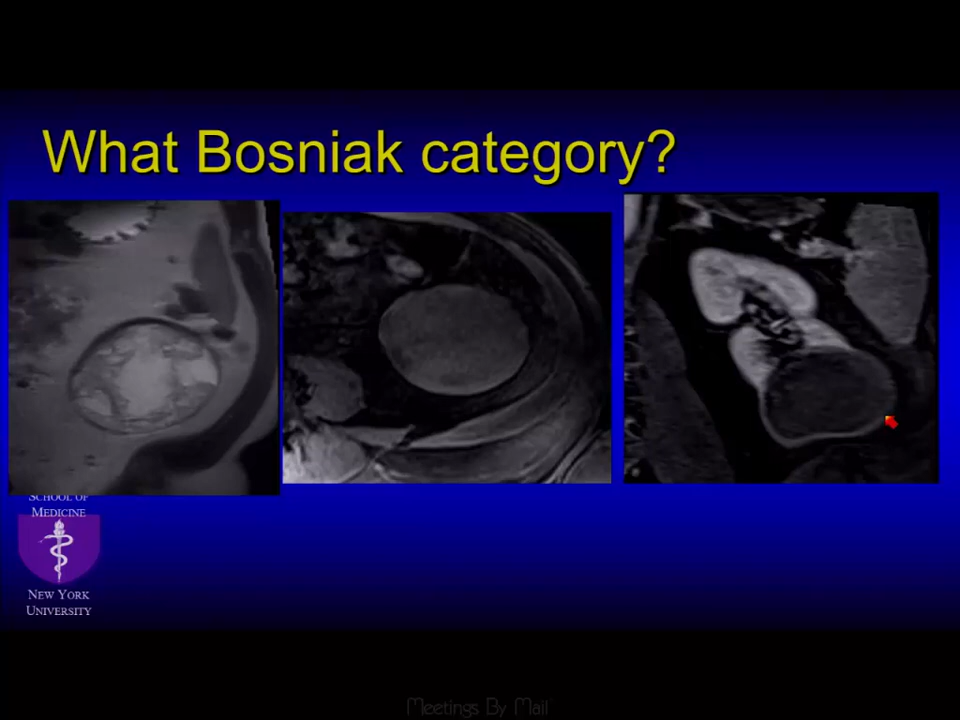 What Bosniak category?
SCHOOL OF
MEDICINE
NEW YORK
UNIVERSITY
Meetings By Mail